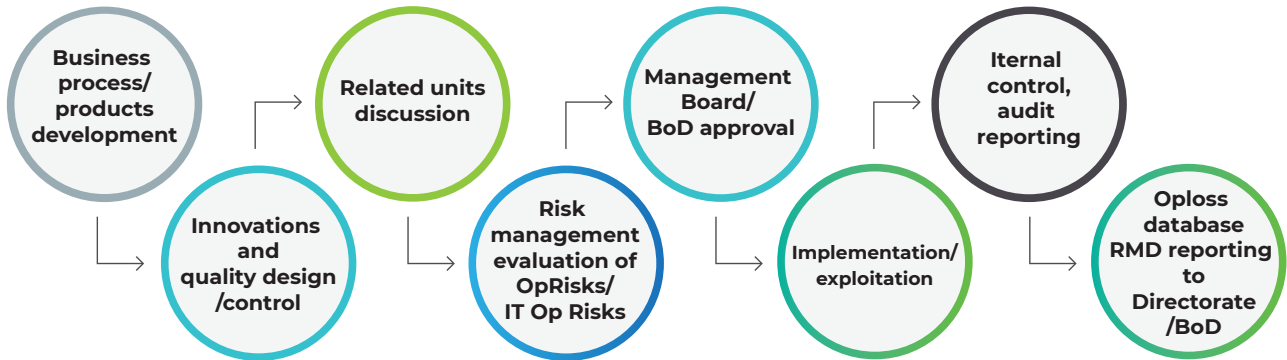 Business
process/
products
development
Innovations
and
quality design
/control
Related units
discussion
Risk
management
evaluation of
OpRisks/
IT Op Risks
Management
Board/
BoD approval
Implementation/
exploitation
Iternal
control,
audit
reporting
Oploss
database
RMD reporting
to
Directorate
/BoD